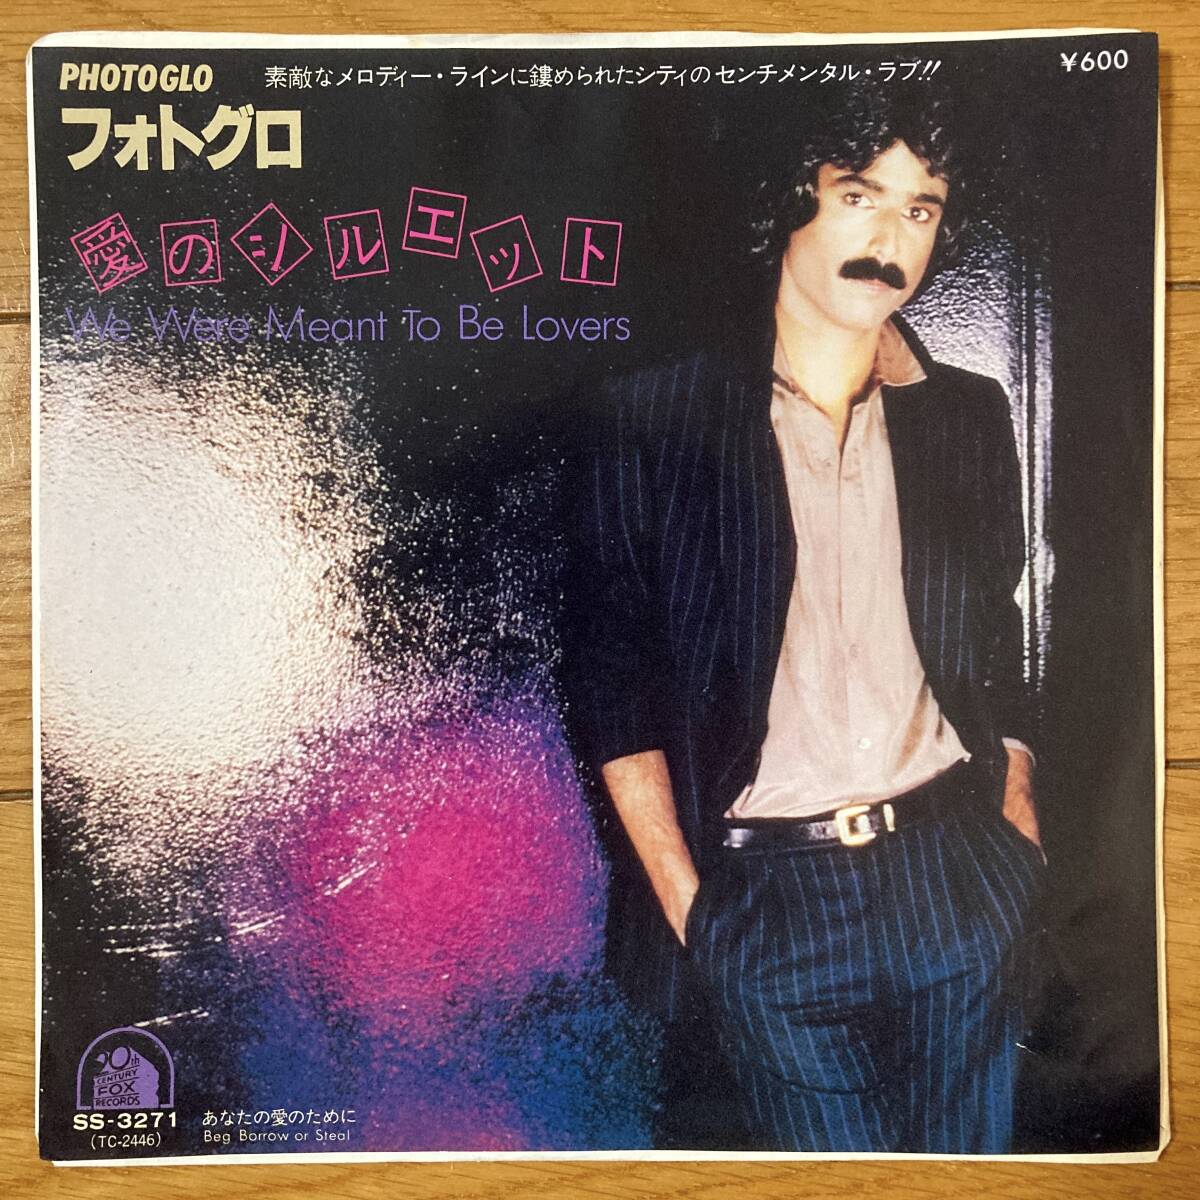 PHOTOGLO
素敵なメロディー・ラインに鏤められたシティのセンチメンタル・ラブ!!
¥600
フォトグロ
愛のシルエット
We Were Meant To Be Lovers
20th
CENTURY
FOX
RECORDS
SS-3271
(TC-2446)
あなたの愛のために
Beg Borrow or Steal